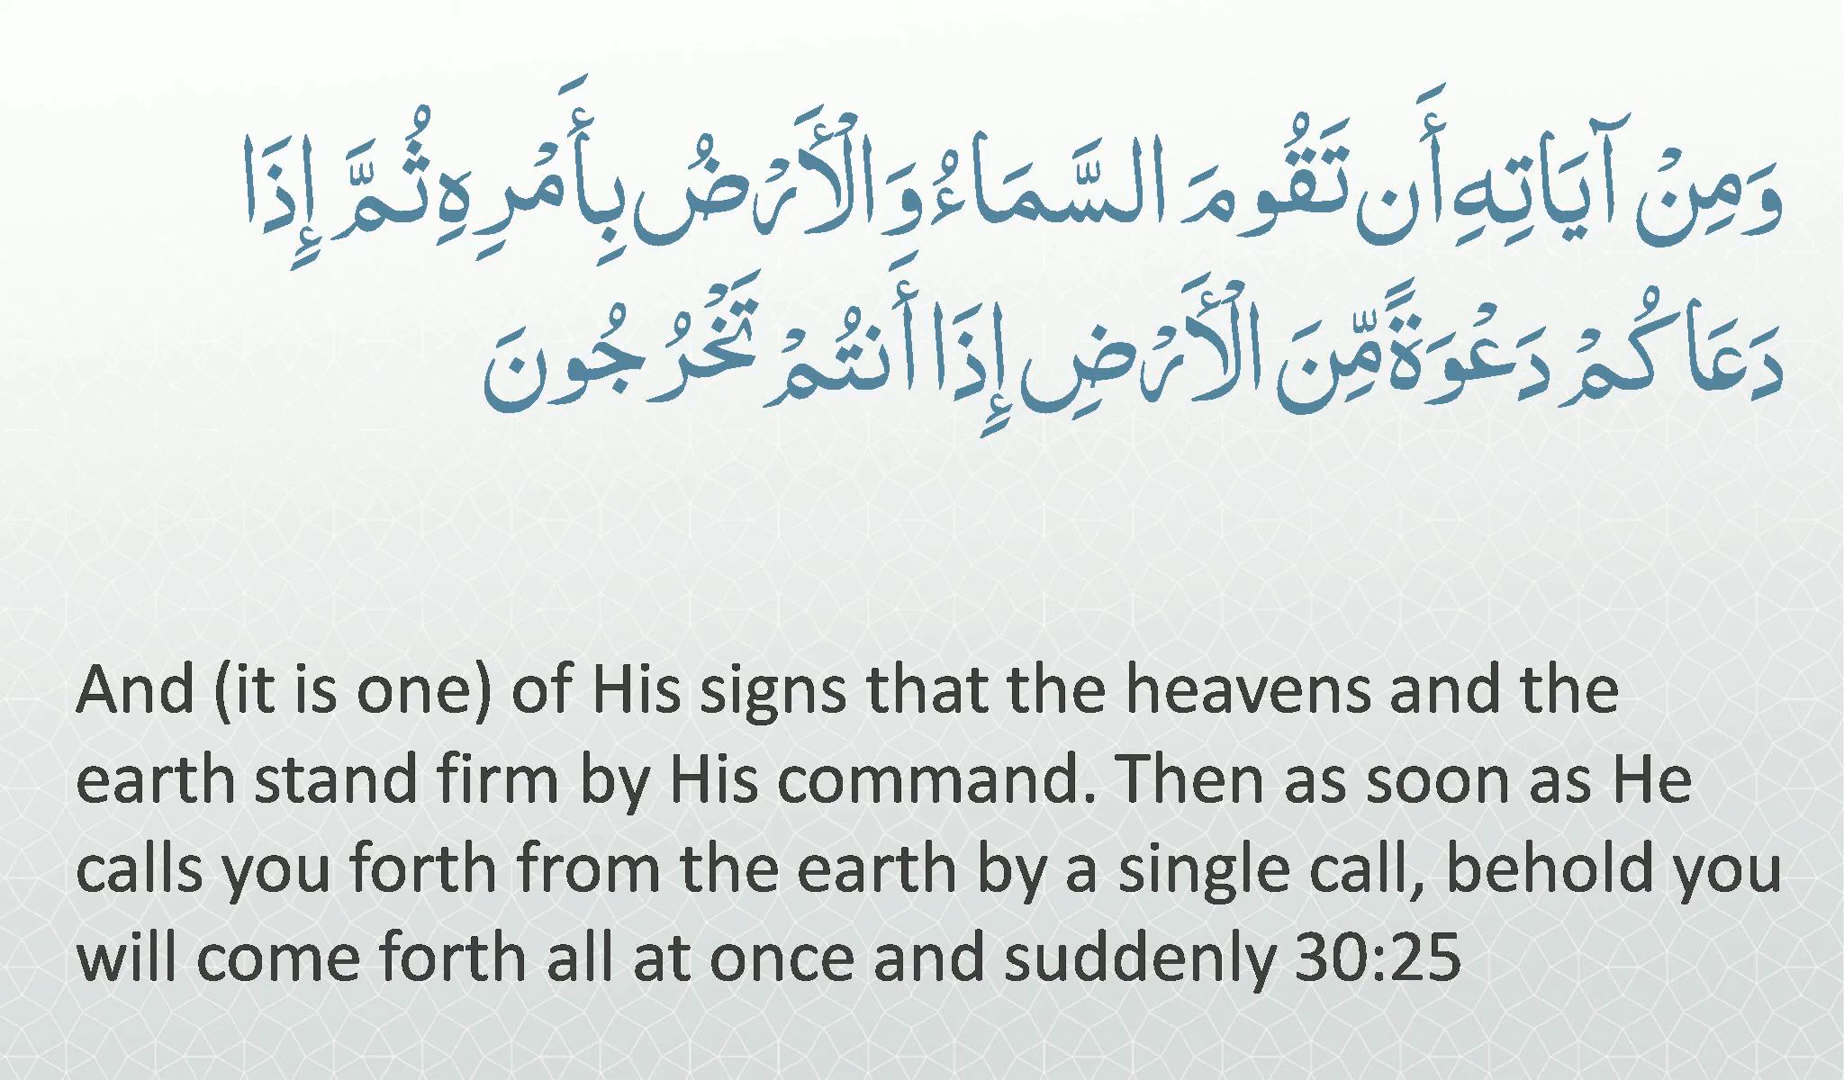 وَمِنْ آيَاتِهِ أَن تَقُومَ السَّمَاءُ وَالْأَرْضُ بِأَمْرِهِ ثُمَّ إِذَا
دَعَاكُمْ دَعْوَةً مِّنَ الْأَرْضِ إِذَا أَنتُمْ تَخْرُجُونَ
And (it is one) of His signs that the heavens and the
earth stand firm by His command. Then as soon as He
calls you forth from the earth by a single call, behold you
will come forth all at once and suddenly 30:25